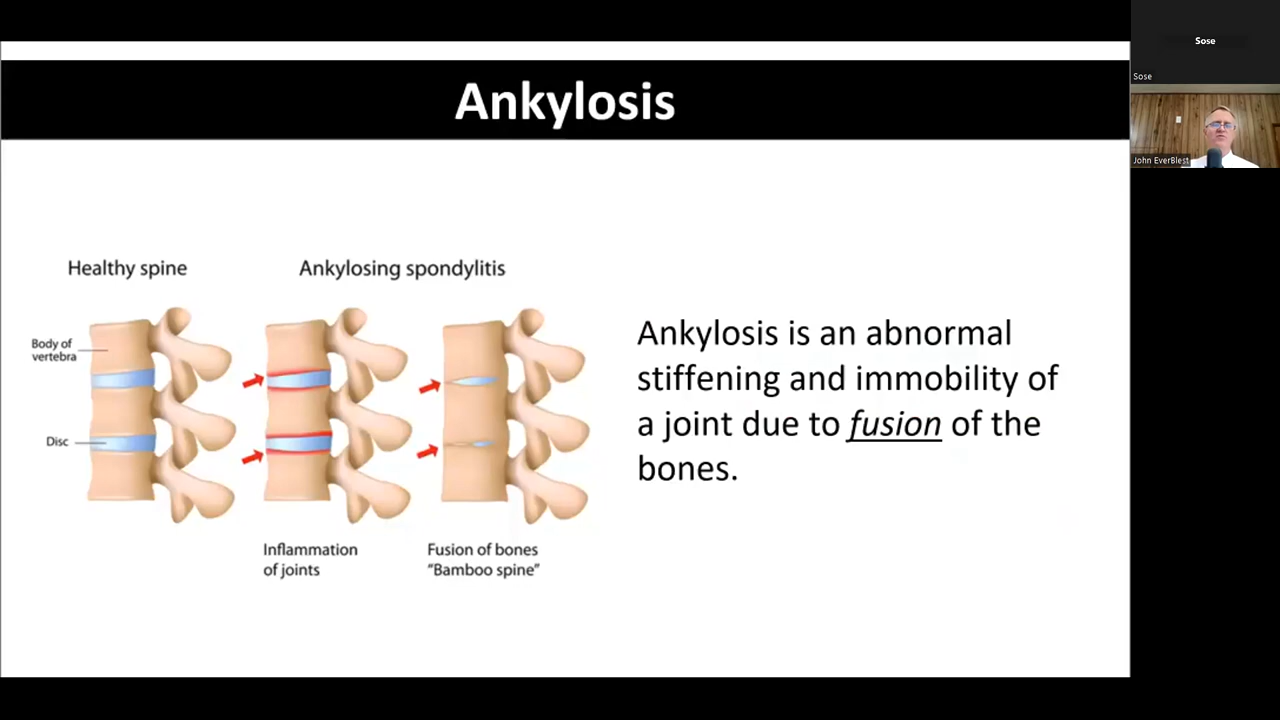 Ankylosis
Healthy spine
Ankylosing spondylitis
Body of
vertebra
Disc
Inflammation
of joints
Fusion of bones
“Bamboo spine”
Ankylosis is an abnormal
stiffening and immobility of
a joint due to fusion of the
bones.
Sose
Sose
John EverBlest